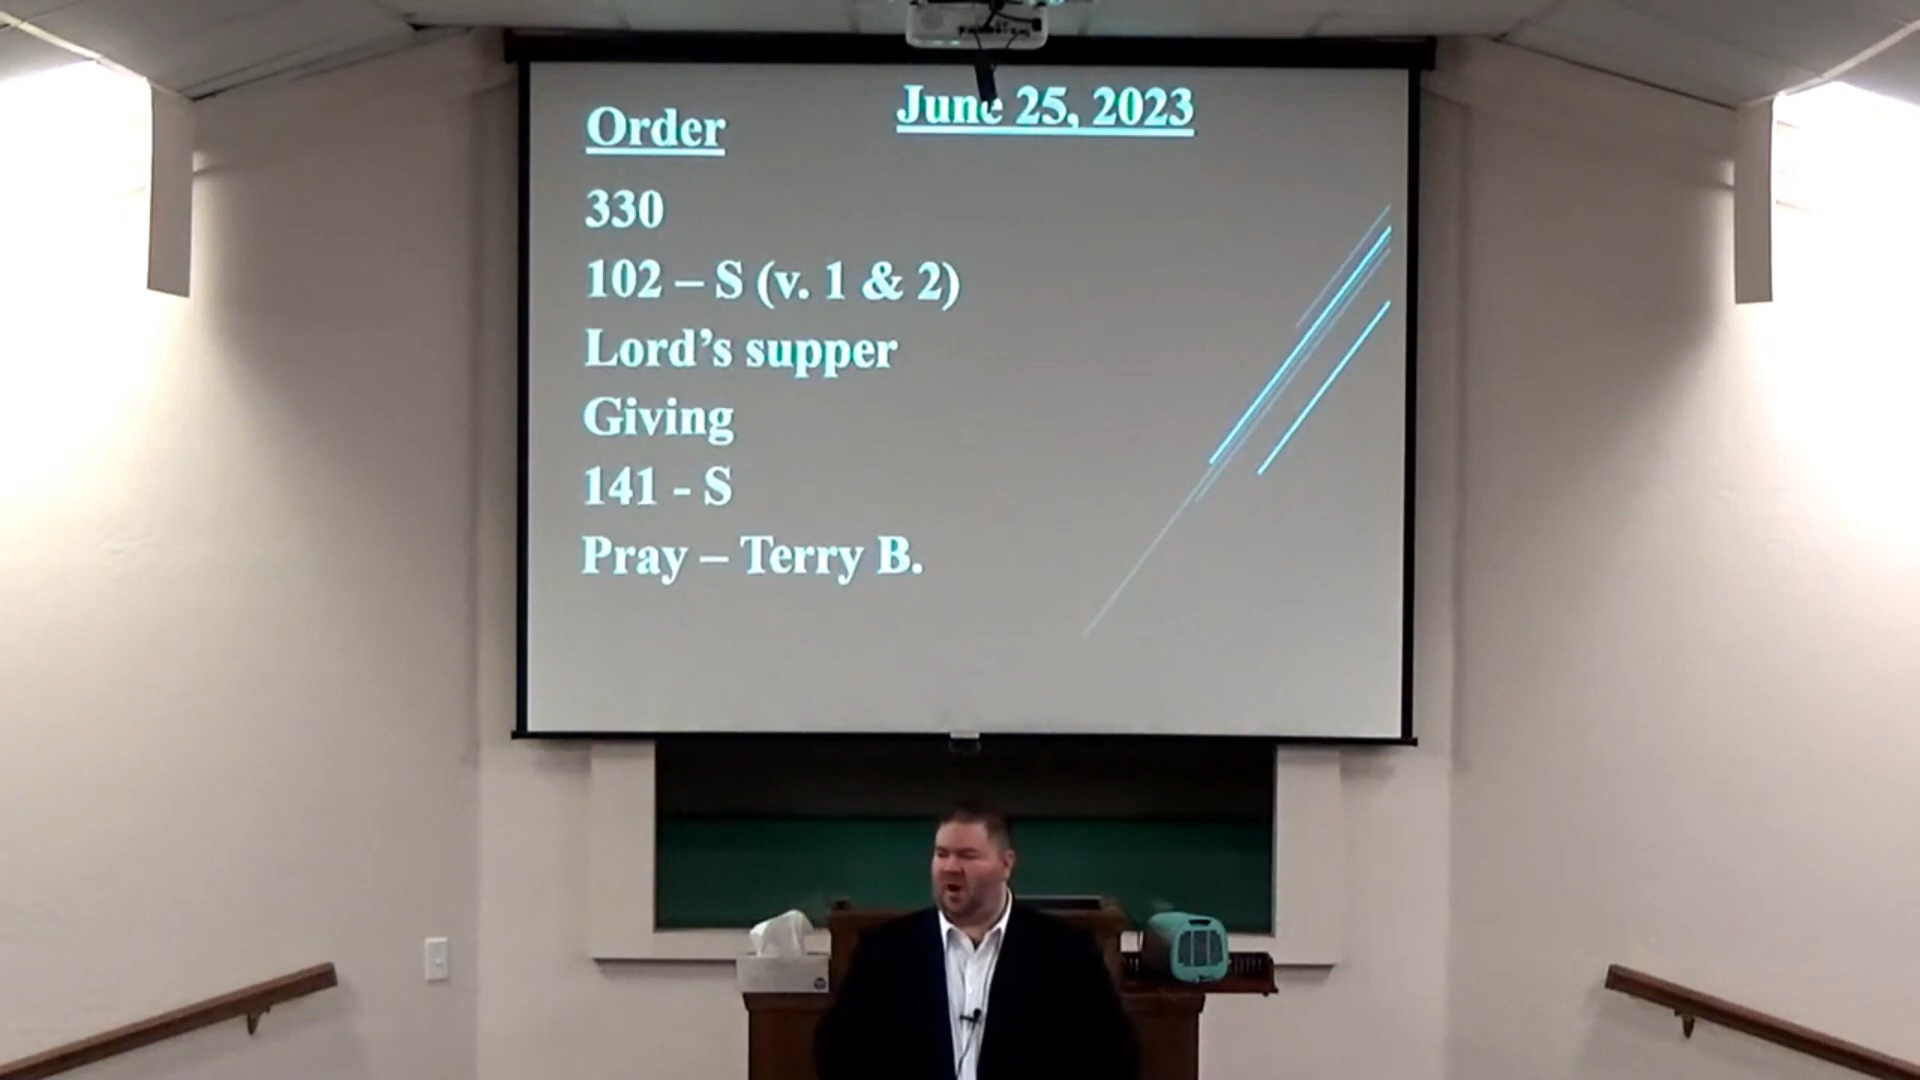 June 25, 2023
Order
330
102 – S (v. 1 & 2)
Lord’s supper
Giving
141 - S
Pray – Terry B.